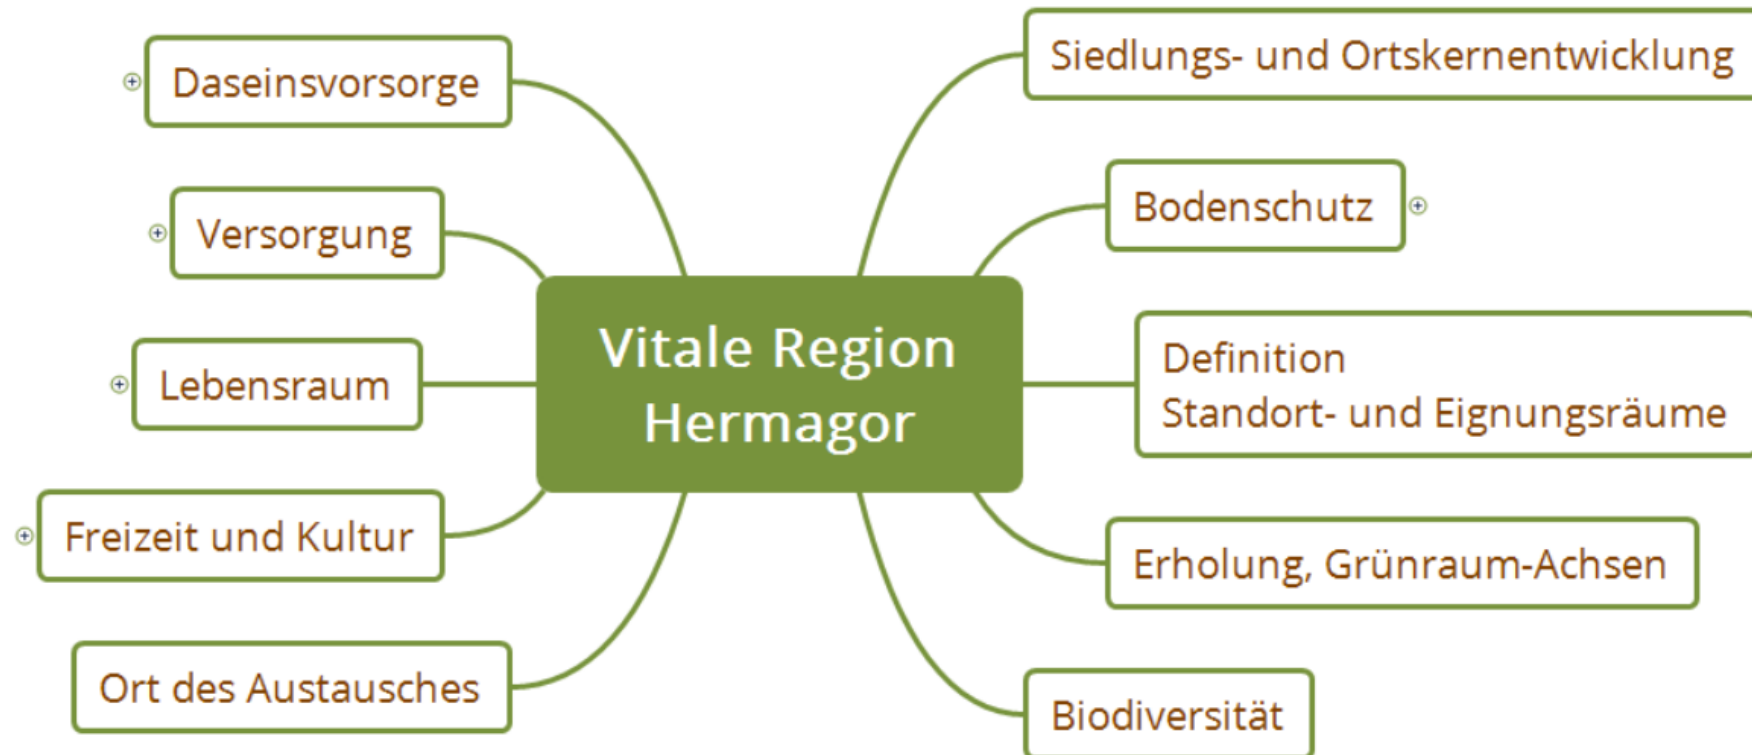 Daseinsvorsorge
Versorgung
Lebensraum
Freizeit und Kultur
Ort des Austausches
Vitale Region
Hermagor
Siedlungs- und Ortskernentwicklung
Bodenschutz
Definition
Standort- und Eignungsräume
Erholung, Grünraum-Achsen
Biodiversität